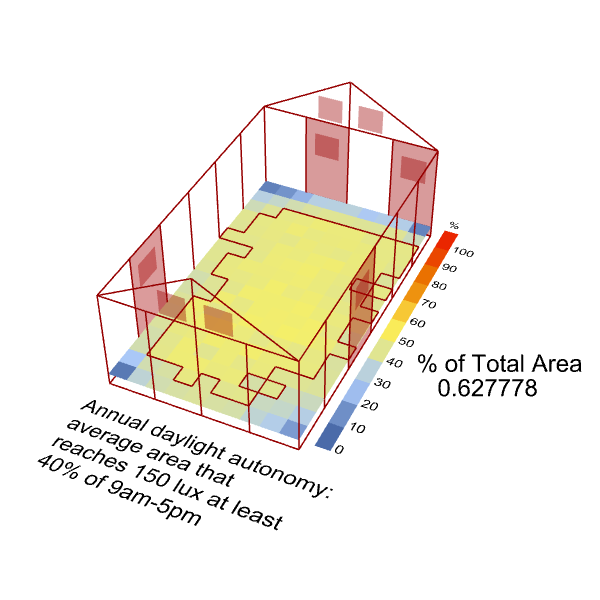 %
100
90
80
70
60
50
40
30
20
10
0
% of Total Area
0.627778
Annual daylight autonomy:
average area that
reaches 150 lux at least
40% of 9am-5pm